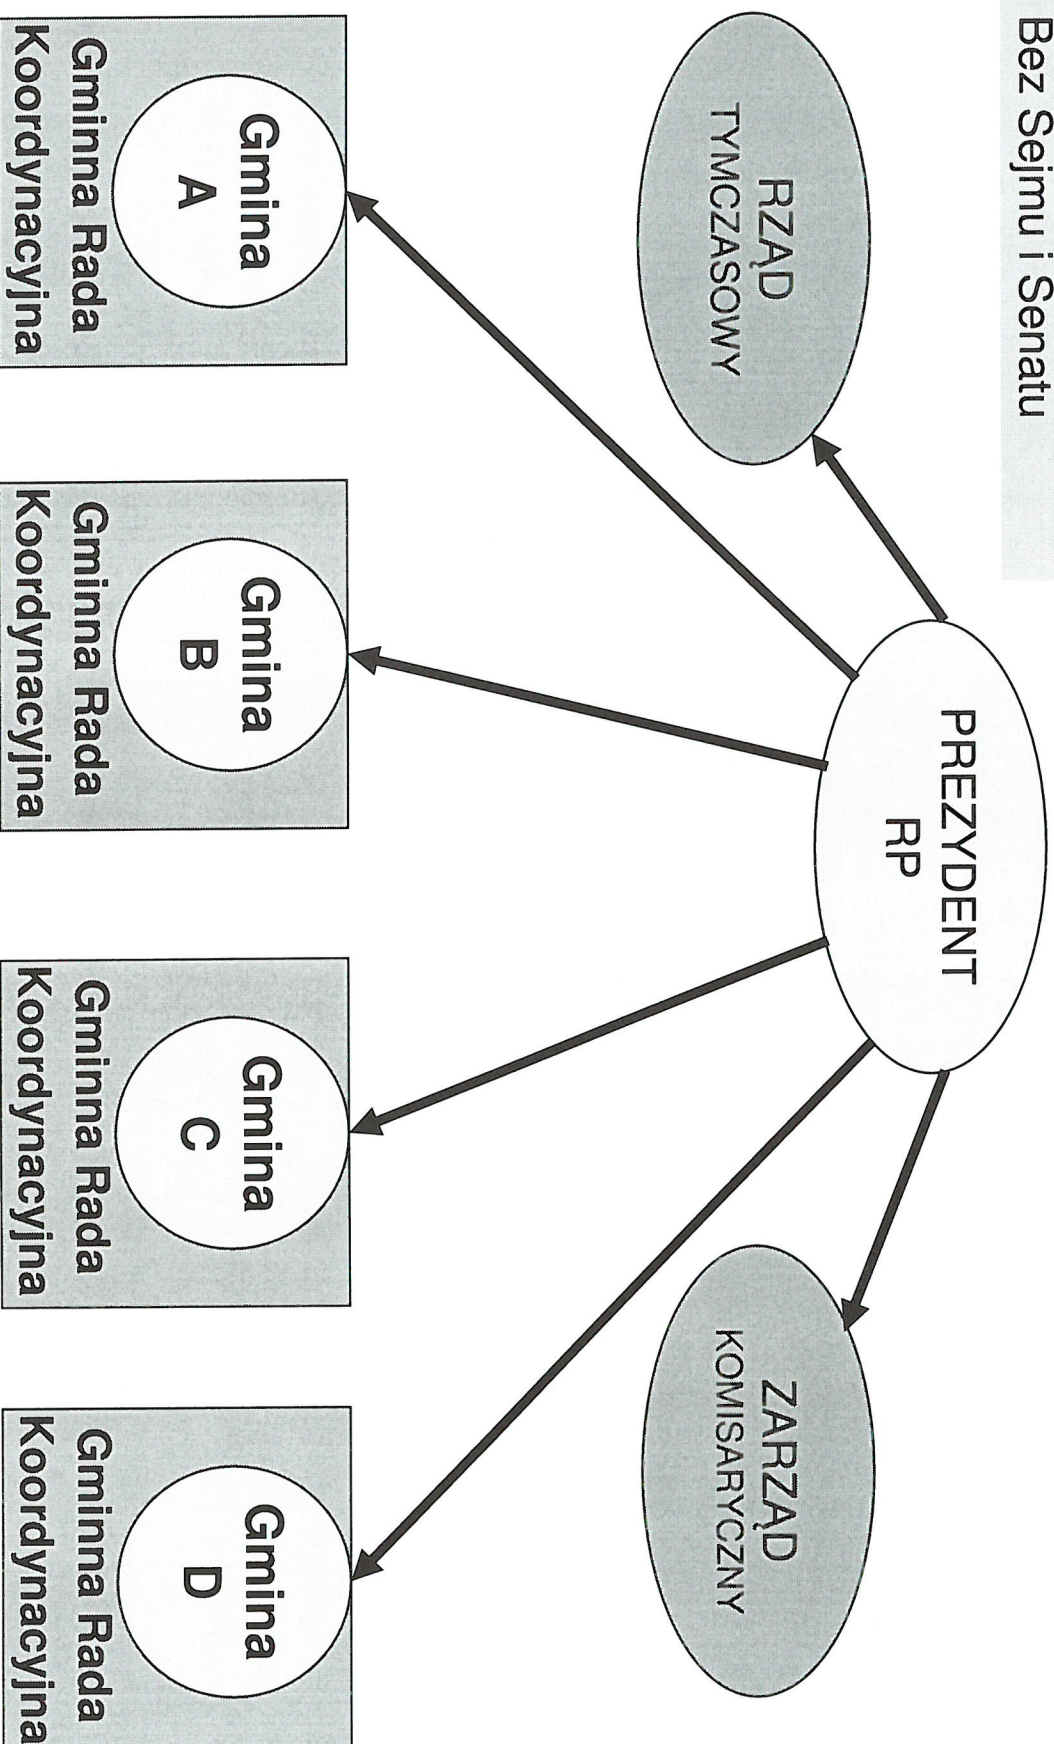 Bez Sejmu i Senatu
PREZYDENT
RP
RZĄD
TYMCZASOWY
ZARZĄD
KOMISARYCZNY
Gmina
A
Gminna Rada
Koordynacyjna
Gmina
B
Gminna Rada
Koordynacyjna
Gmina
C
Gminna Rada
Koordynacyjna
Gmina
D
Gminna Rada
Koordynacyjna